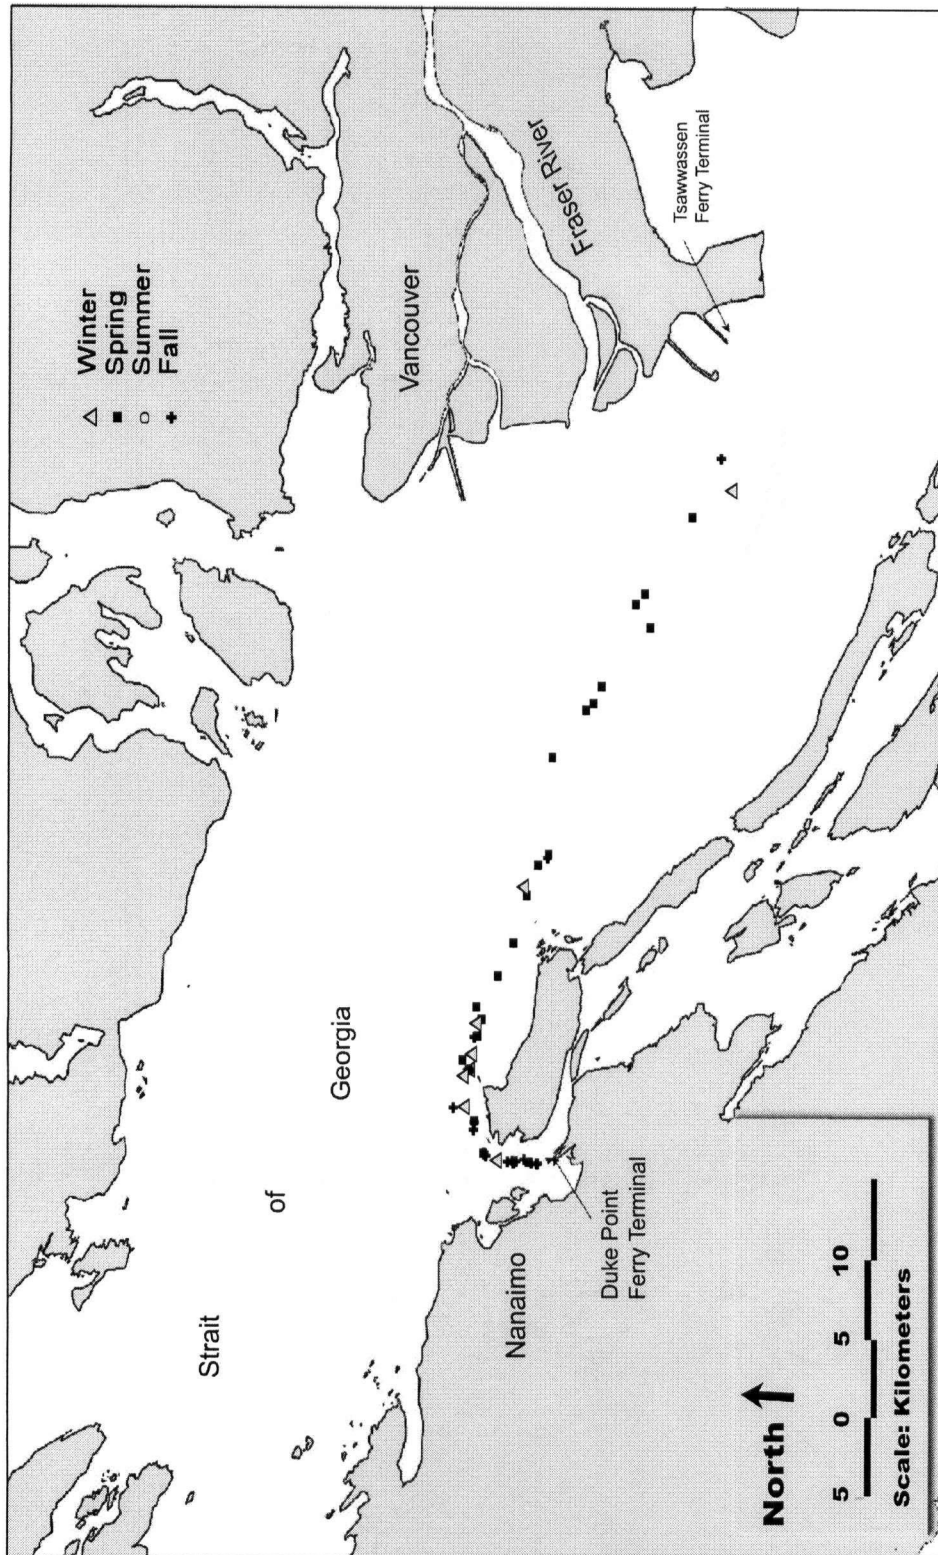 Winter
Spring
Summer
Fall
Vancouver
Fraser River
Tsawwassen
Ferry Terminal
Strait
of
Georgia
Nanaimo
Duke Point
Ferry Terminal
North
5 0 5 10
Scale: Kilometers